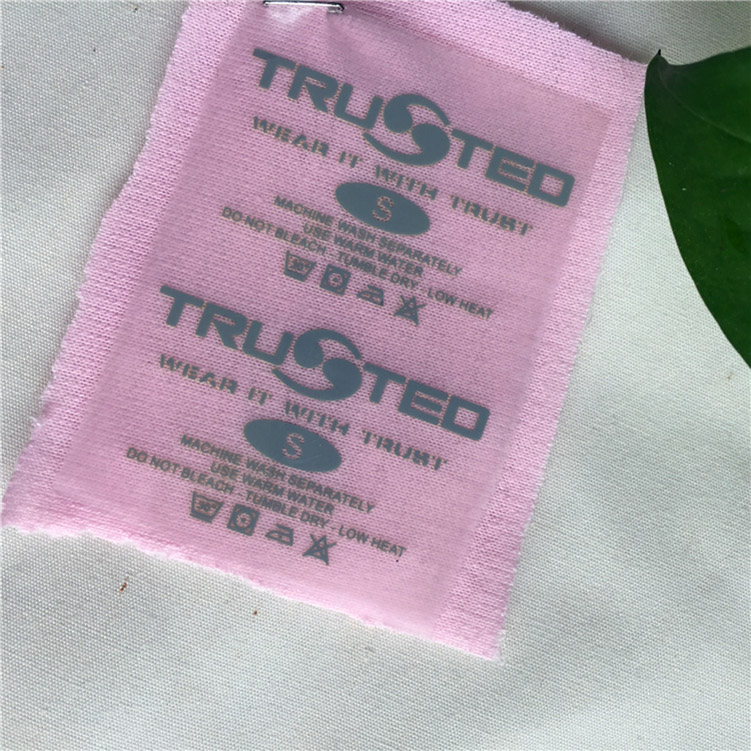 TRUSTED
WEAR IT WITH TRUST
S
MACHINE WASH SEPARATELY
USE WARM WATER
DO NOT BLEACH - TUMBLE DRY - LOW HEAT
30°
TRUSTED
WEAR IT WITH TRUST
S
MACHINE WASH SEPARATELY
USE WARM WATER
DO NOT BLEACH - TUMBLE DRY - LOW HEAT
30°